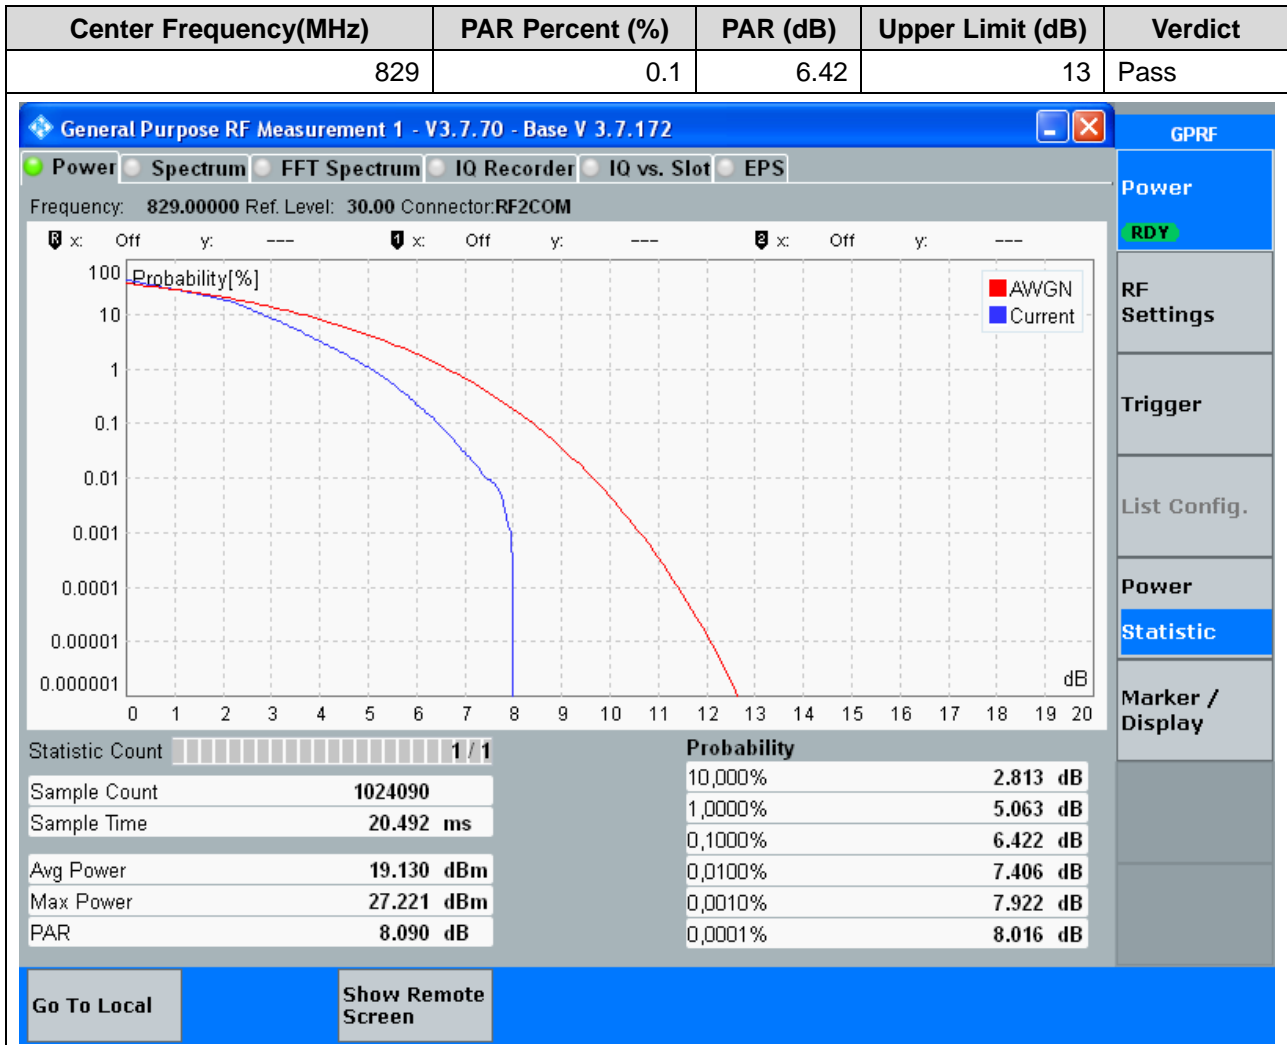 Center Frequency(MHz) PAR Percent (%) PAR (dB) Upper Limit (dB) Verdict
829 0.1 6.42 13 Pass
General Purpose RF Measurement 1 - V3.7.70 - Base V 3.7.172
GPRF
Power Spectrum FFT Spectrum IQ Recorder IQ vs. Slot EPS
Frequency: 829.00000 Ref. Level: 30.00 Connector:RF2COM
R x: Off y: --- 1 x: Off y: --- 2 x: Off y: ---
Probability[%]
AWGN
Current
100
10
1
0.1
0.01
0.001
0.0001
0.00001
0.000001
dB
0 1 2 3 4 5 6 7 8 9 10 11 12 13 14 15 16 17 18 19 20
Statistic Count 1 / 1
Sample Count 1024090
Sample Time 20.492 ms
Avg Power 19.130 dBm
Max Power 27.221 dBm
PAR 8.090 dB
Probability
10,000% 2.813 dB
1,0000% 5.063 dB
0,1000% 6.422 dB
0,0100% 7.406 dB
0,0010% 7.922 dB
0,0001% 8.016 dB
Power
RDY
RF
Settings
Trigger
List Config.
Power
Statistic
Marker /
Display
Go To Local
Show Remote
Screen